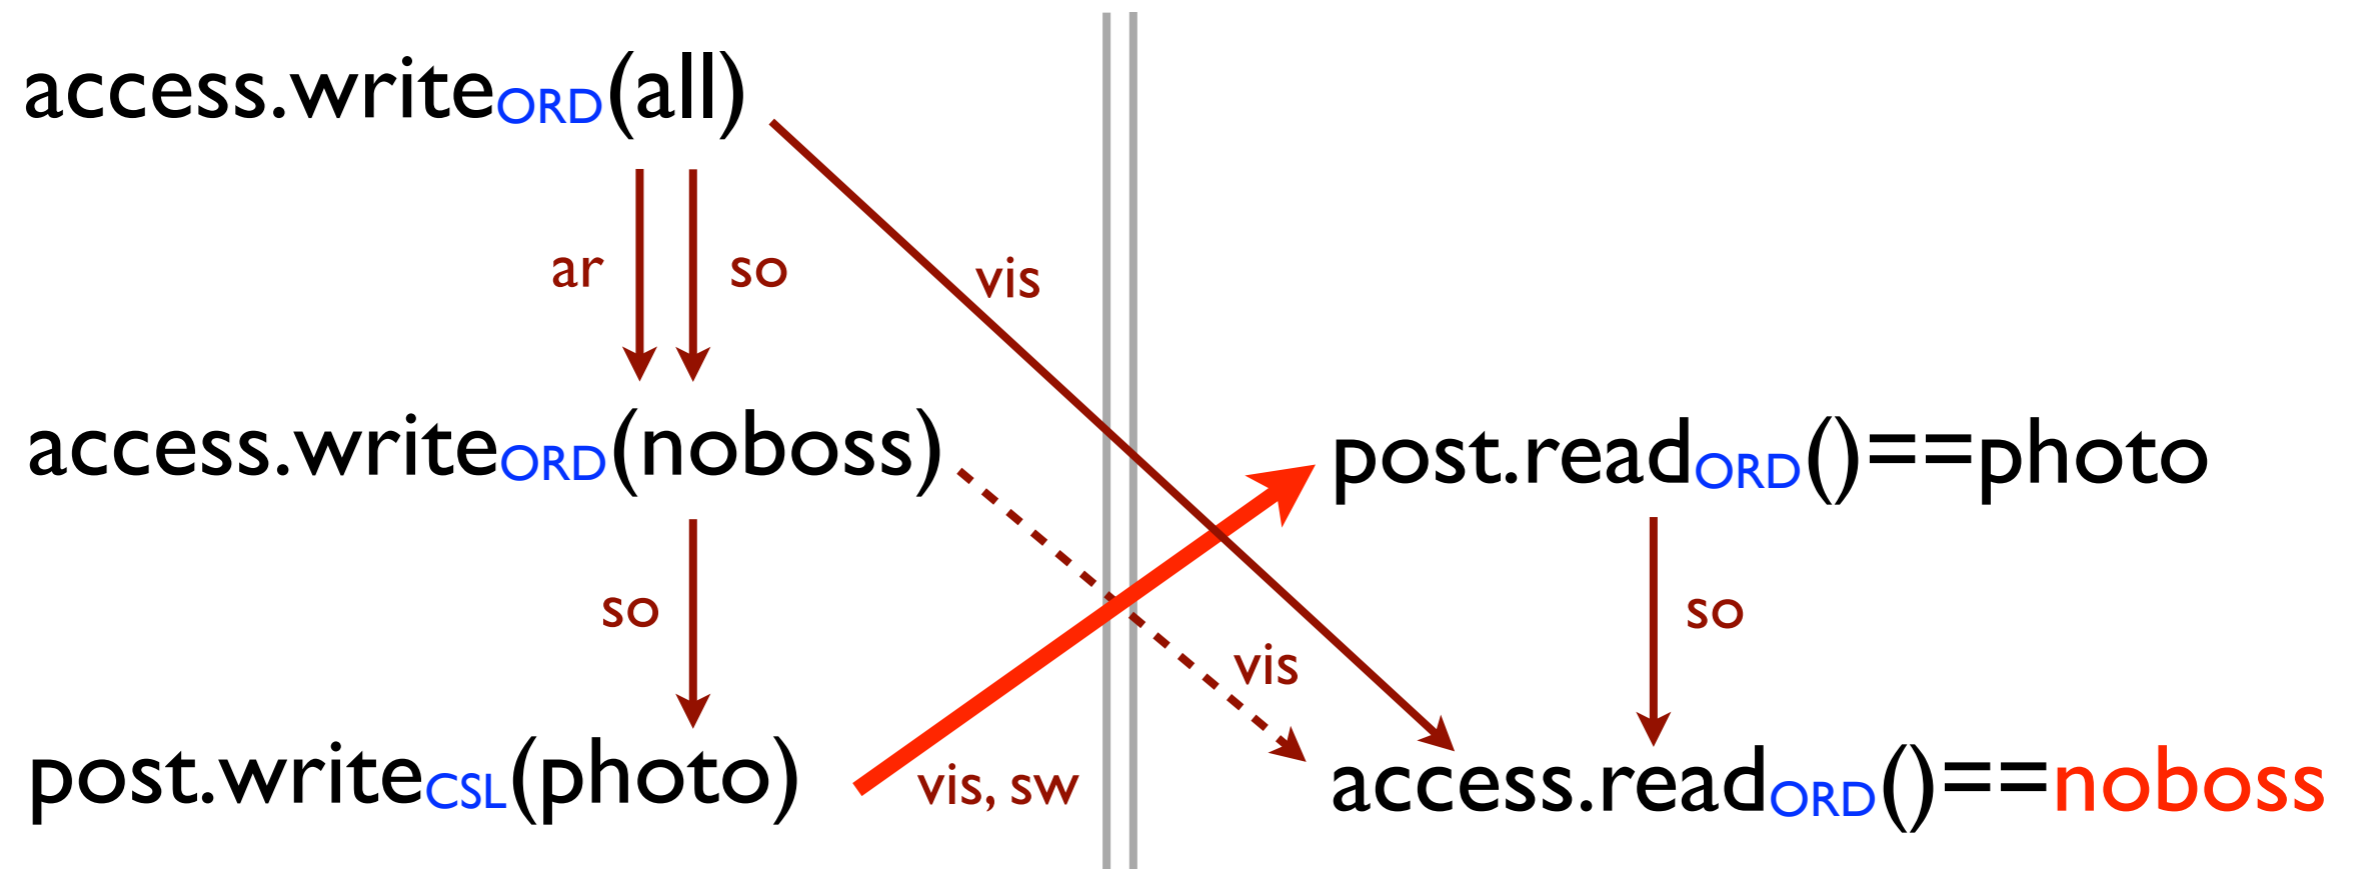 access.writeORD(all)
ar
so
vis
access.writeORD(noboss)
post.readORD()==photo
so
so
vis
post.writeCSL(photo)
vis, sw
access.readORD()==noboss